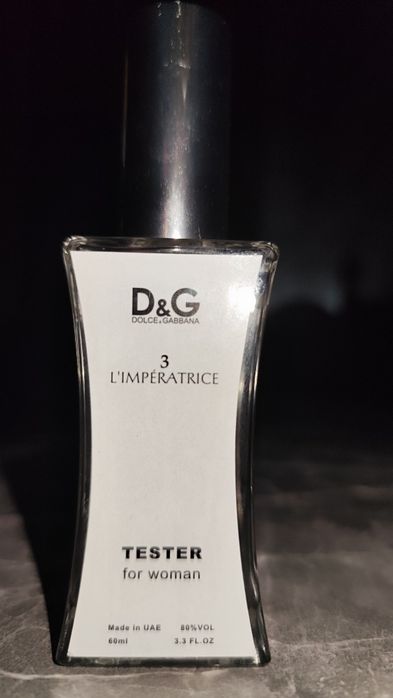 D&G
DOLCE & GABBANA
3
L'IMPÉRATRICE
TESTER
for woman
Made in UAE 80%VOL
60ml 3.3 FL.OZ